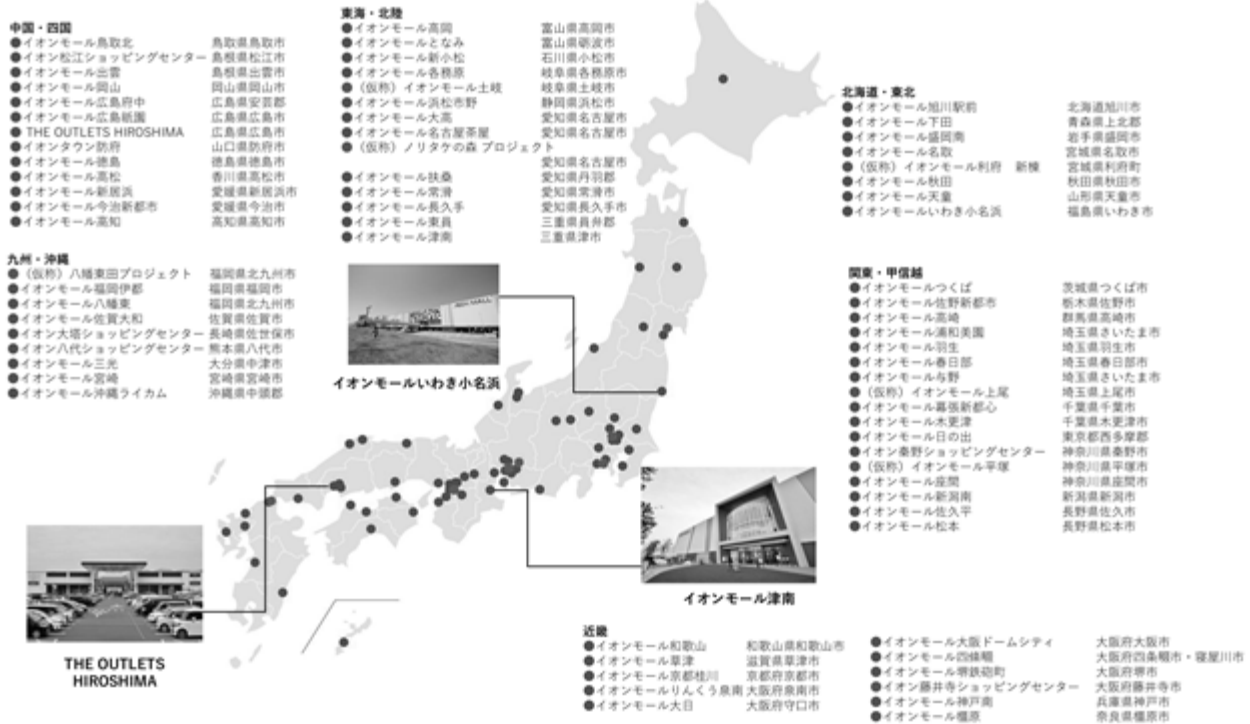 中国・四国
●イオンモール鳥取北 鳥取県鳥取市
●イオン松江ショッピングセンター 島根県松江市
●イオンモール出雲 島根県出雲市
●イオンモール岡山 岡山県岡山市
●イオンモール広島府中 広島県安芸郡
●イオンモール広島祇園 広島県広島市
●THE OUTLETS HIROSHIMA 広島県広島市
●イオンタウン防府 山口県防府市
●イオンモール徳島 徳島県徳島市
●イオンモール高松 香川県高松市
●イオンモール新居浜 愛媛県新居浜市
●イオンモール今治新都市 愛媛県今治市
●イオンモール高知 高知県高知市
九州・沖縄
●（仮称）八幡東田プロジェクト 福岡県北九州市
●イオンモール福岡伊都 福岡県福岡市
●イオンモール八幡東 福岡県北九州市
●イオンモール佐賀大和 佐賀県佐賀市
●イオン大塔ショッピングセンター 長崎県佐世保市
●イオン八代ショッピングセンター 熊本県八代市
●イオンモール三光 大分県中津市
●イオンモール宮崎 宮崎県宮崎市
●イオンモール沖縄ライカム 沖縄県中頭郡
東海・北陸
●イオンモール高岡 富山県高岡市
●イオンモールとなみ 富山県砺波市
●イオンモール新小松 石川県小松市
●イオンモール各務原 岐阜県各務原市
●（仮称）イオンモール土岐 岐阜県土岐市
●イオンモール浜松市野 静岡県浜松市
●イオンモール大高 愛知県名古屋市
●イオンモール名古屋茶屋 愛知県名古屋市
●（仮称）ノリタケの森 プロジェクト
愛知県名古屋市
●イオンモール扶桑 愛知県丹羽郡
●イオンモール常滑 愛知県常滑市
●イオンモール長久手 愛知県長久手市
●イオンモール東員 三重県員弁郡
●イオンモール津南 三重県津市
イオンモールいわき小名浜
北海道・東北
●イオンモール旭川駅前 北海道旭川市
●イオンモール下田 青森県上北郡
●イオンモール盛岡南 岩手県盛岡市
●イオンモール名取 宮城県名取市
●（仮称）イオンモール利府 新棟 宮城県利府町
●イオンモール秋田 秋田県秋田市
●イオンモール天童 山形県天童市
●イオンモールいわき小名浜 福島県いわき市
関東・甲信越
●イオンモールつくば 茨城県つくば市
●イオンモール佐野新都市 栃木県佐野市
●イオンモール高崎 群馬県高崎市
●イオンモール浦和美園 埼玉県さいたま市
●イオンモール羽生 埼玉県羽生市
●イオンモール春日部 埼玉県春日部市
●イオンモール与野 埼玉県さいたま市
●（仮称）イオンモール上尾 埼玉県上尾市
●イオンモール幕張新都心 千葉県千葉市
●イオンモール木更津 千葉県木更津市
●イオンモール日の出 東京都西多摩郡
●イオン秦野ショッピングセンター 神奈川県秦野市
●（仮称）イオンモール平塚 神奈川県平塚市
●イオンモール座間 神奈川県座間市
●イオンモール新潟南 新潟県新潟市
●イオンモール佐久平 長野県佐久市
●イオンモール松本 長野県松本市
イオンモール津南
THE OUTLETS
HIROSHIMA
近畿
●イオンモール和歌山 和歌山県和歌山市
●イオンモール草津 滋賀県草津市
●イオンモール京都桂川 京都府京都市
●イオンモールりんくう泉南 大阪府泉南市
●イオンモール大日 大阪府守口市
●イオンモール大阪ドームシティ 大阪府大阪市
●イオンモール四條畷 大阪府四条畷市・寝屋川市
●イオンモール堺鉄砲町 大阪府堺市
●イオン藤井寺ショッピングセンター 大阪府藤井寺市
●イオンモール神戸南 兵庫県神戸市
●イオンモール橿原 奈良県橿原市